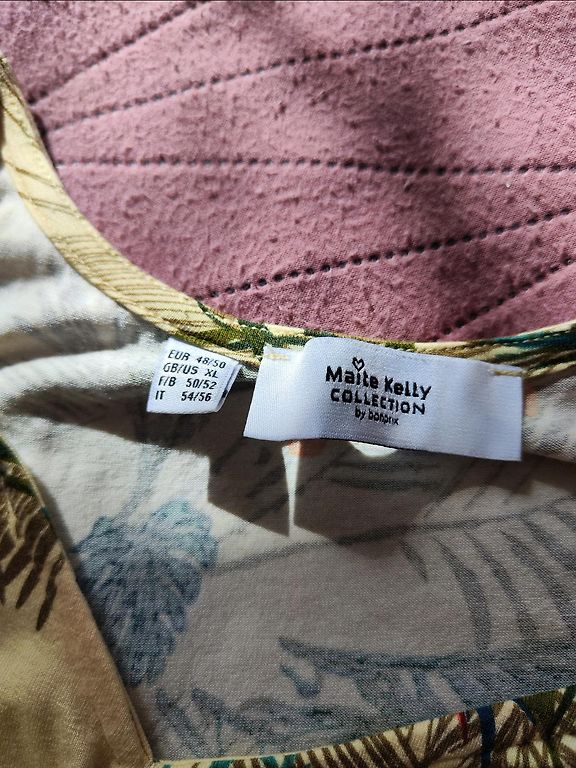 EUR 48/50
GB/US XL
F/B 50/52
IT 54/56
Maite Kelly
COLLECTION
by bonprix